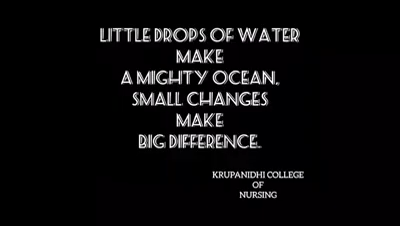 LITTLE DROPS OF WATER
MAKE
A MIGHTY OCEAN,
SMALL CHANGES
MAKE
BIG DIFFERENCE.
KRUPANIDHI COLLEGE
OF
NURSING